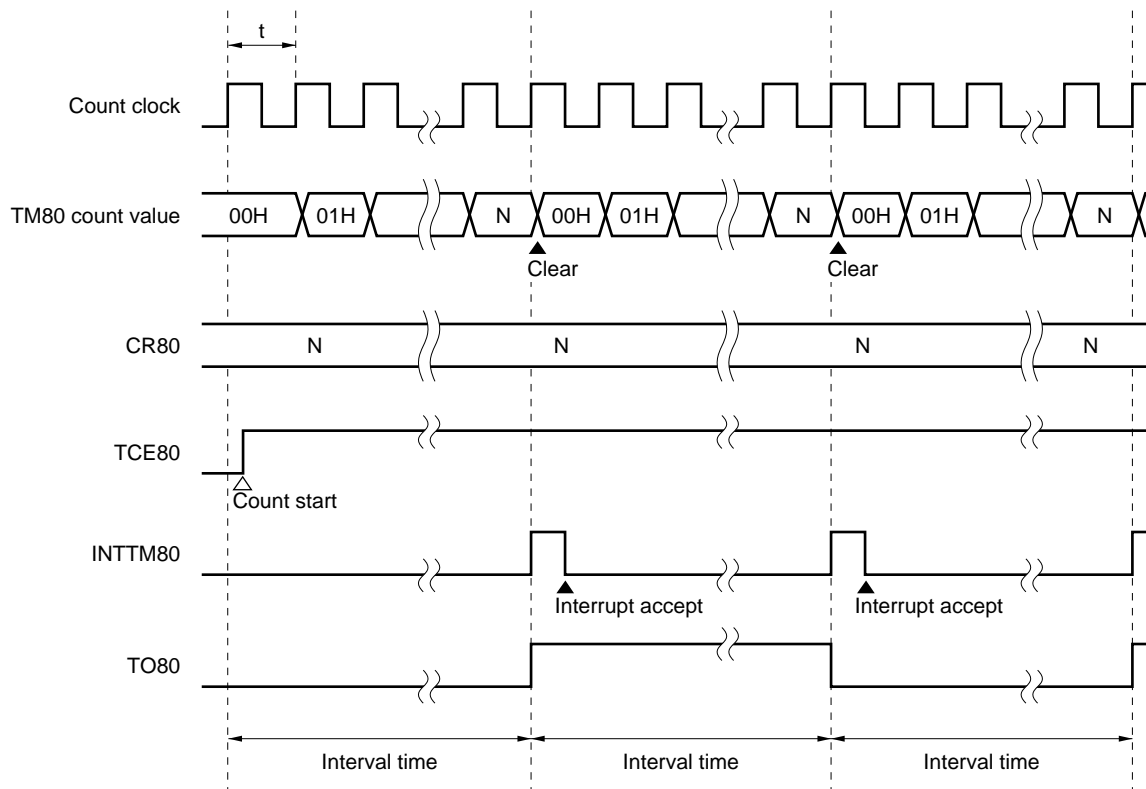 t
Count clock
TM80 count value 00H 01H N 00H 01H N 00H 01H N
Clear Clear
CR80 N N N N
TCE80
Count start
INTTM80
Interrupt accept Interrupt accept
TO80
Interval time Interval time Interval time